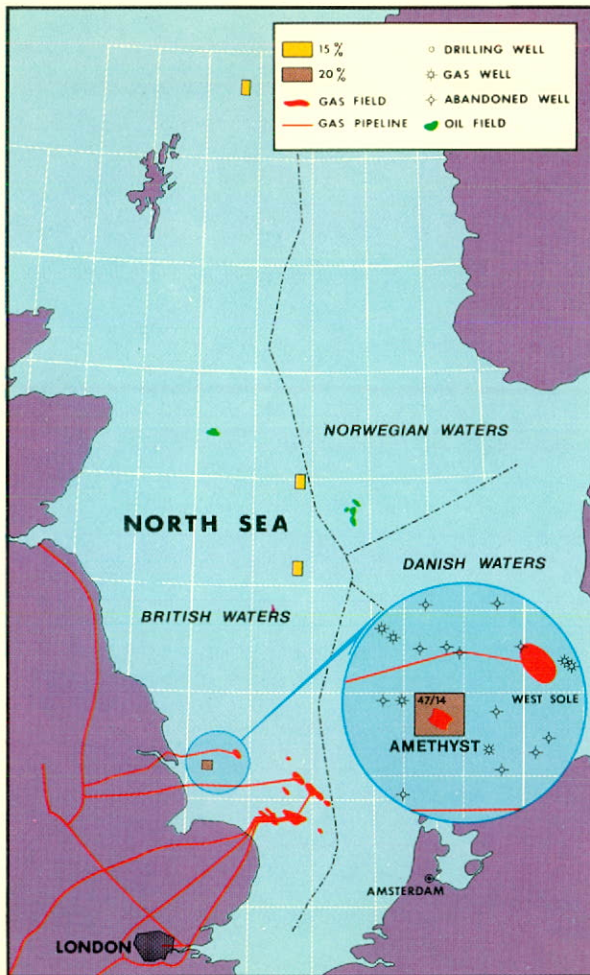 15%
20%
GAS FIELD
GAS PIPELINE
DRILLING WELL
GAS WELL
ABANDONED WELL
OIL FIELD
NORWEGIAN WATERS
NORTH SEA
DANISH WATERS
BRITISH WATERS
47/14
WEST SOLE
AMETHYST
AMSTERDAM
LONDON